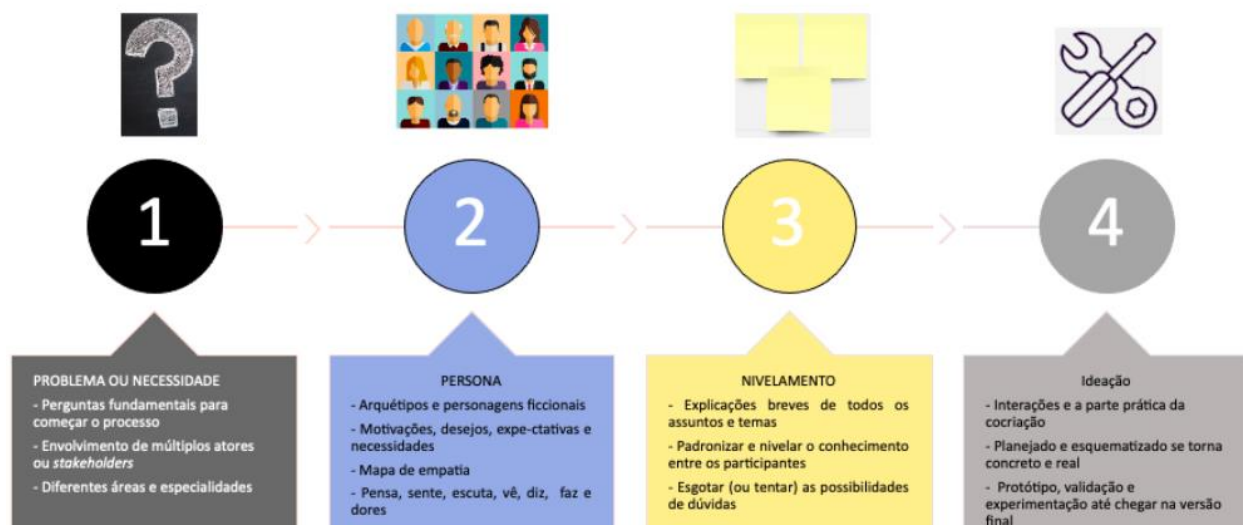 1
2
3
4
PROBLEMA OU NECESSIDADE
- Perguntas fundamentais para
começar o processo
- Envolvimento de múltiplos atores
ou stakeholders
- Diferentes áreas e especialidades
PERSONA
- Arquétipos e personagens ficcionais
- Motivações, desejos, expe-ctativas e
necessidades
- Mapa de empatia
- Pensa, sente, escuta, vê, diz, faz e
dores
NIVELAMENTO
- Explicações breves de todos os
assuntos e temas
- Padronizar e nivelar o conhecimento
entre os participantes
- Esgotar (ou tentar) as possibilidades
de dúvidas
Ideação
- Interações e a parte prática da
cocriação
- Planejado e esquematizado se torna
concreto e real
- Protótipo, validação e
experimentação até chegar na versão
final